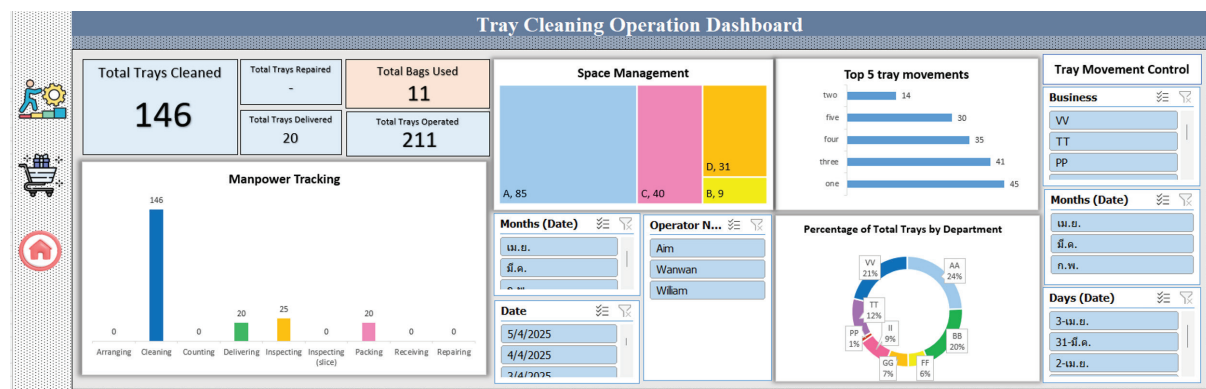 Tray Cleaning Operation Dashboard
Total Trays Cleaned
146
Total Trays Repaired
-
Total Trays Delivered
20
Total Bags Used
11
Total Trays Operated
211
Manpower Tracking
0
146
0
20
25
0
20
0
0
Arranging
Cleaning
Counting
Delivering
Inspecting
Inspecting
(slice)
Packing
Receiving
Repairing
Space Management
A, 85
C, 40
D, 31
B, 9
Months (Date)
เม.ย.
มี.ค.
ก.พ.
Date
5/4/2025
4/4/2025
3/4/2025
Operator N...
Aim
Wanwan
Wiliam
Top 5 tray movements
two 14
five 30
four 35
three 41
one 45
Percentage of Total Trays by Department
VV
21%
AA
24%
TT
12%
PP
1%
II
9%
BB
20%
GG
7%
FF
6%
Tray Movement Control
Business
VV
TT
PP
Months (Date)
เม.ย.
มี.ค.
ก.พ.
Days (Date)
3-เม.ย.
31-มี.ค.
2-เม.ย.